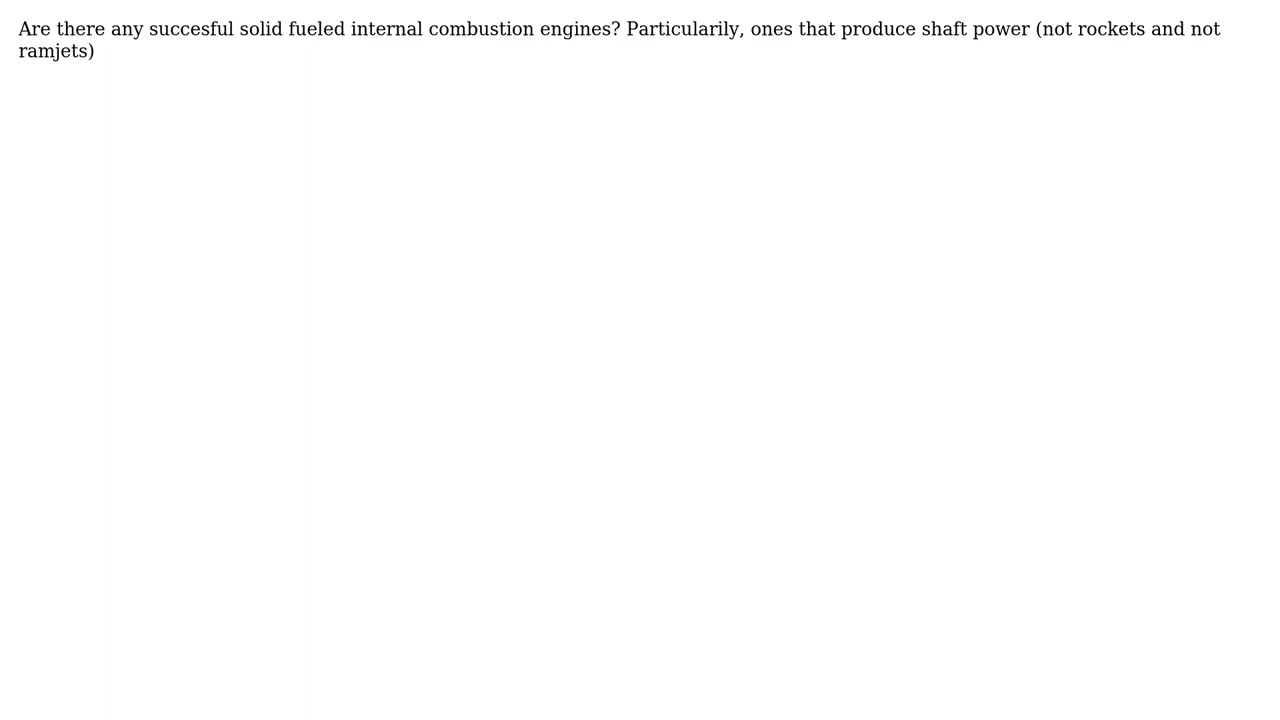 Are there any succesful solid fueled internal combustion engines? Particularily, ones that produce shaft power (not rockets and not
ramjets)